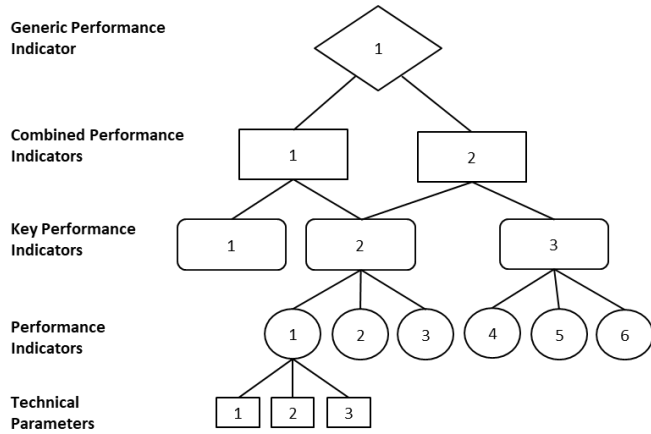 Generic Performance
Indicator
1
Combined Performance
Indicators
1
2
Key Performance
Indicators
1
2
3
Performance
Indicators
1
2
3
4
5
6
Technical
Parameters
1
2
3